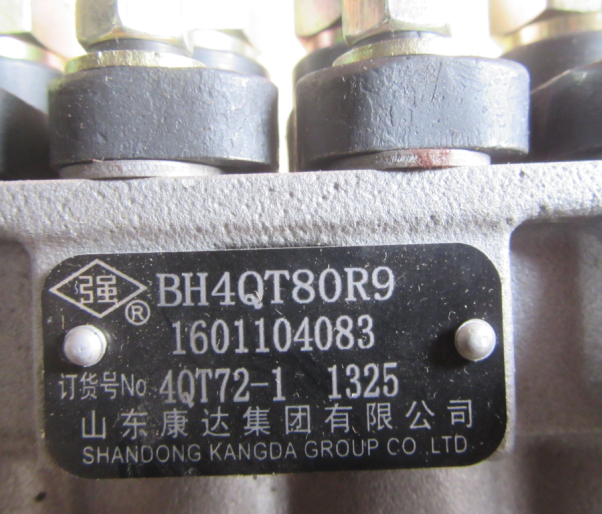 强® BH4QT80R9
1601104083
订货号No 4QT72-1 1325
山东康达集团有限公司
SHANDONG KANGDA GROUP CO .LTD